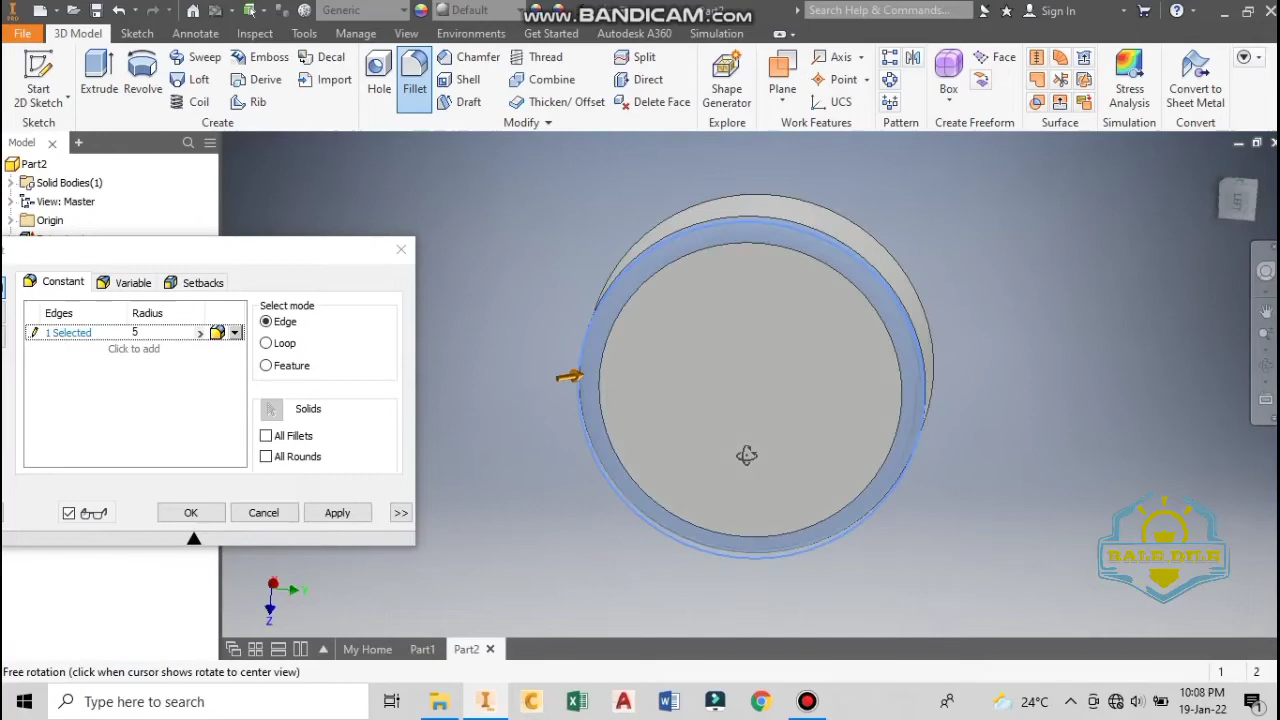 www.BANDICAM.com
PRO
Generic
Default
Part2
Search Help & Commands...
Sign In
File
3D Model
Sketch
Annotate
Inspect
Tools
Manage
View
Environments
Get Started
Autodesk A360
Simulation
Start
2D Sketch
Extrude
Revolve
Sweep
Loft
Coil
Emboss
Derive
Rib
Decal
Import
Hole
Fillet
Chamfer
Shell
Draft
Thread
Combine
Thicken/ Offset
Split
Direct
Delete Face
Shape
Generator
Plane
Axis
Point
UCS
Box
Face
Stress
Analysis
Convert to
Sheet Metal
Sketch
Create
Modify
Explore
Work Features
Pattern
Create Freeform
Surface
Simulation
Convert
Model
Part2
Solid Bodies(1)
View: Master
Origin
Constant
Variable
Setbacks
Edges
Radius
1 Selected
5
Click to add
Select mode
Edge
Loop
Feature
Solids
All Fillets
All Rounds
OK
Cancel
Apply
>>
LEFT
BALE.DILE
Y
Z
My Home
Part1
Part2
Free rotation (click when cursor shows rotate to center view)
1
2
Type here to search
24°C
10:08 PM
19-Jan-22